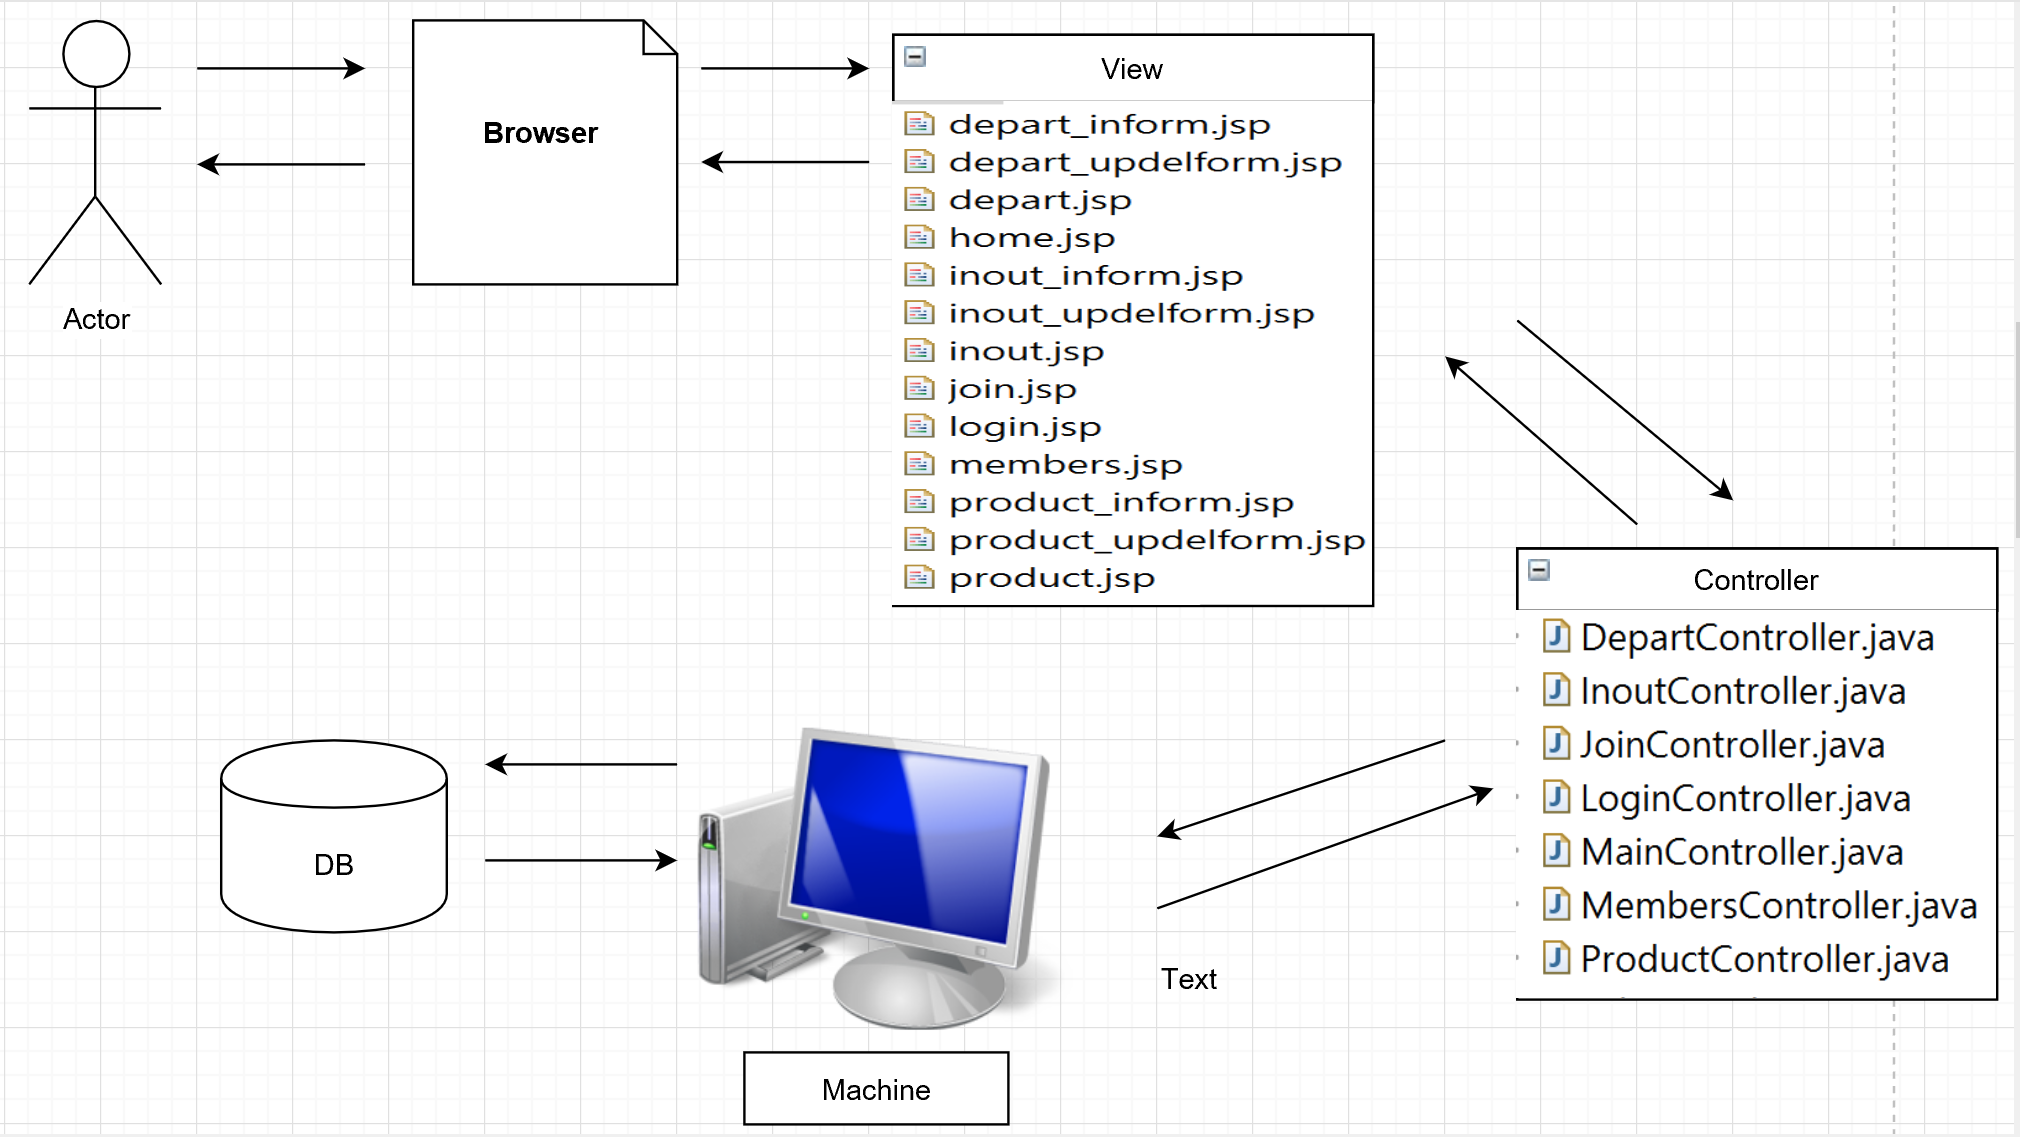 Actor
Browser
View
depart_inform.jsp
depart_updelform.jsp
depart.jsp
home.jsp
inout_inform.jsp
inout_updelform.jsp
inout.jsp
join.jsp
login.jsp
members.jsp
product_inform.jsp
product_updelform.jsp
product.jsp
Controller
DepartController.java
InoutController.java
JoinController.java
LoginController.java
MainController.java
MembersController.java
ProductController.java
DB
Text
Machine